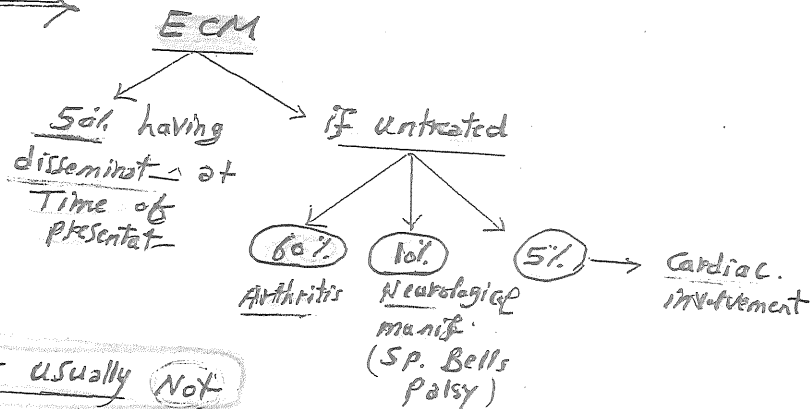 ECM
50% having
disseminat- at
Time of
presentat-
if untreated
60%
Arthritis
10%
Neurological
manif.
(Sp. Bells
palsy)
5%
Cardiac.
involvement
usually Not